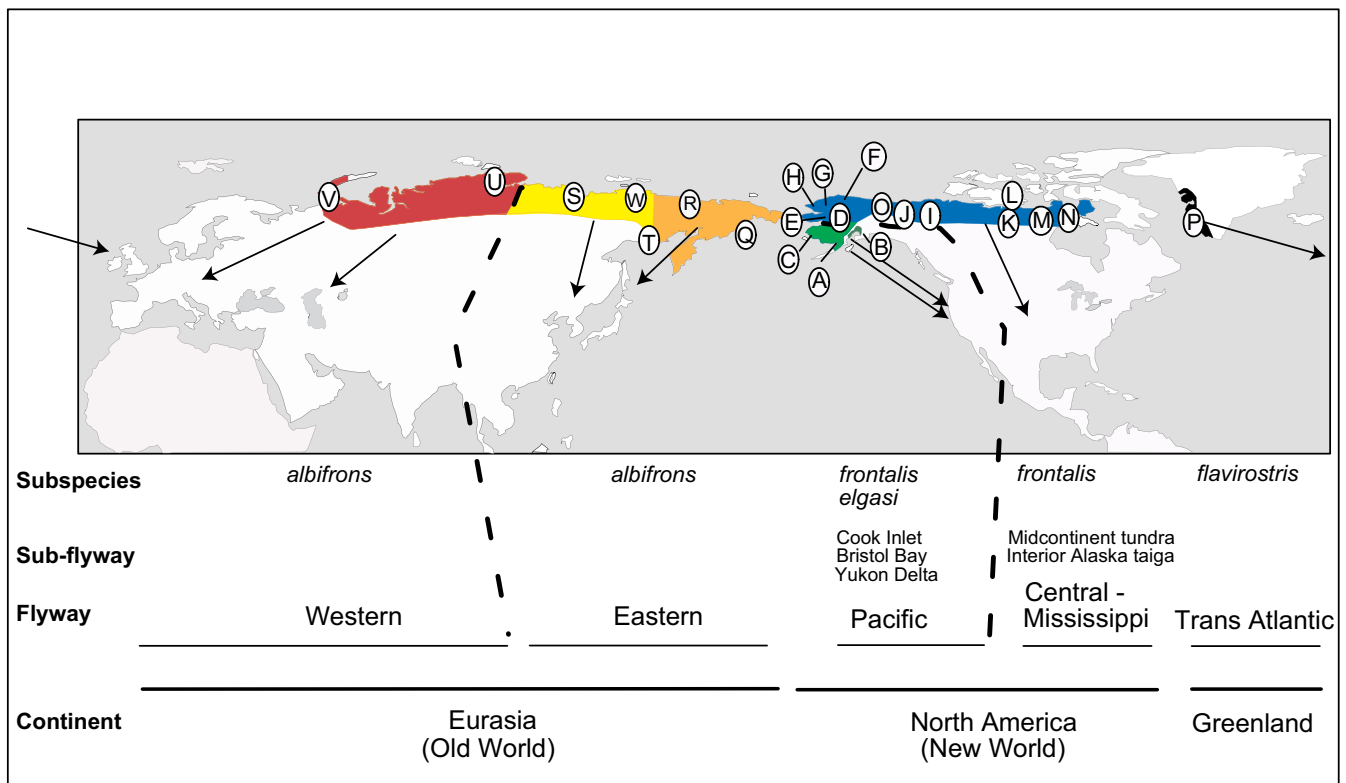 F
H
G
V
U
S
W
R
L
E
D
O
J
I
K
M
N
P
T
Q
C
B
A
Subspecies
albifrons
albifrons
frontalis
elgasi
frontalis
flavirostris
Sub-flyway
Cook Inlet
Bristol Bay
Yukon Delta
Midcontinent tundra
Interior Alaska taiga
Flyway
Western
Eastern
Pacific
Central -
Mississippi
Trans Atlantic
Continent
Eurasia
(Old World)
North America
(New World)
Greenland